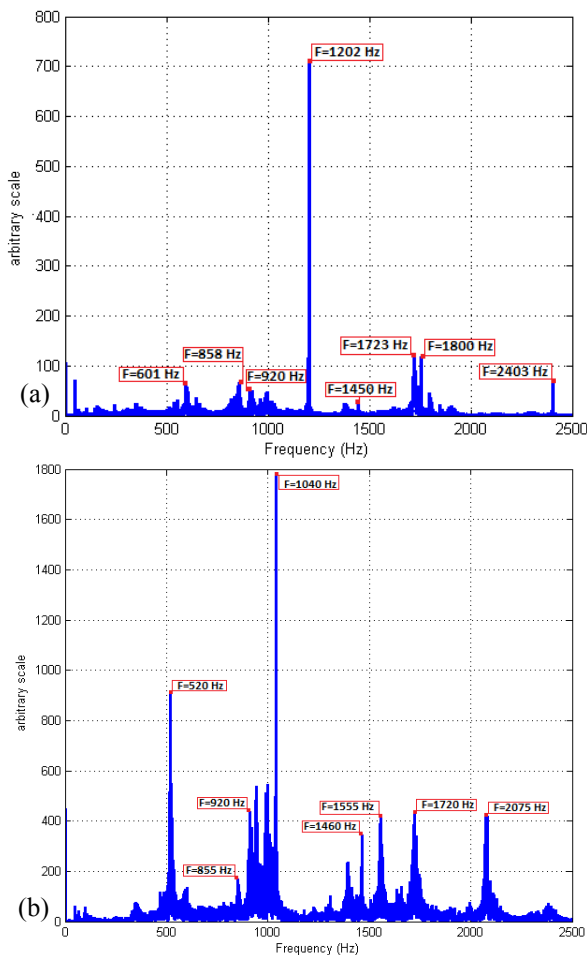 800
700
600
500
400
300
200
100
0
arbitrary scale
F=1202 Hz
F=858 Hz
F=601 Hz
F=920 Hz
F=1450 Hz
F=1723 Hz
F=1800 Hz
F=2403 Hz
(a)
0 500 1000 1500 2000 2500
Frequency (Hz)
1800
1600
1400
1200
1000
800
600
400
200
0
arbitrary scale
F=1040 Hz
F=520 Hz
F=920 Hz
F=855 Hz
F=1555 Hz
F=1460 Hz
F=1720 Hz
F=2075 Hz
(b)
0 500 1000 1500 2000 2500
Frequency (Hz)